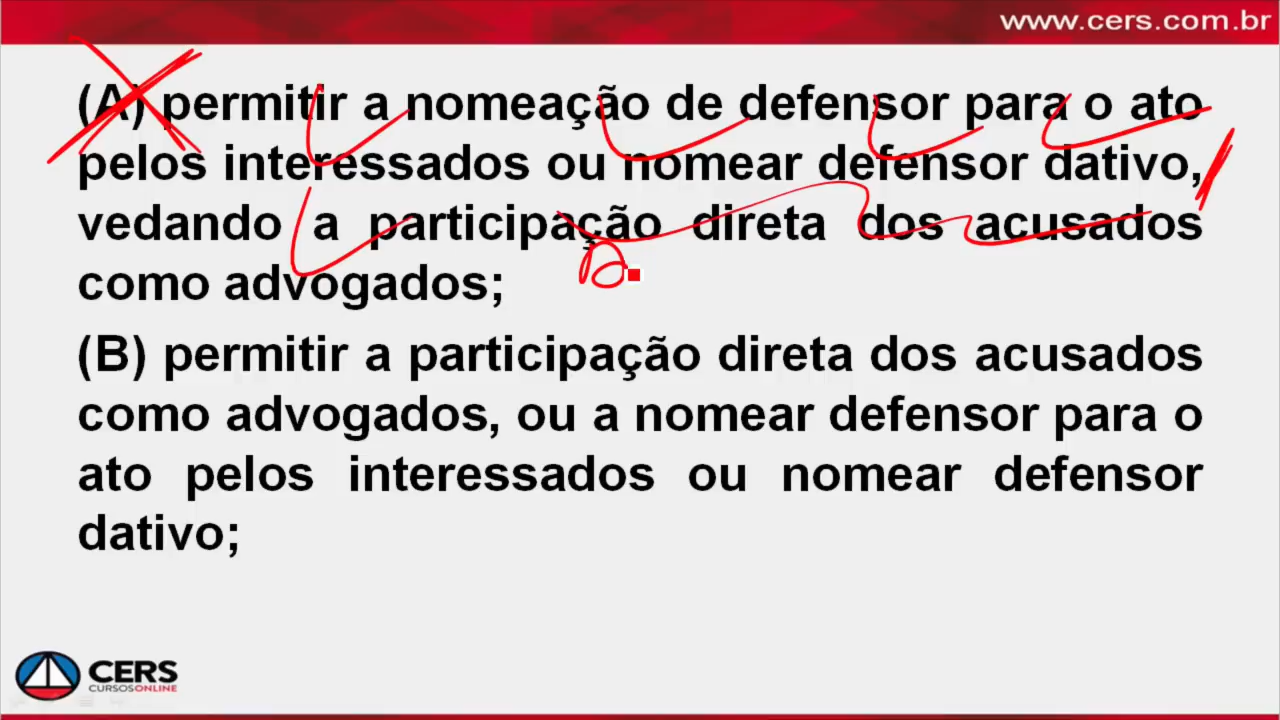 www.cers.com.br
(A) permitir a nomeação de defensor para o ato
pelos interessados ou nomear defensor dativo,
vedando a participação direta dos acusados
como advogados;
(B) permitir a participação direta dos acusados
como advogados, ou a nomear defensor para o
ato pelos interessados ou nomear defensor
dativo;
CERS
CURSOSONLINE